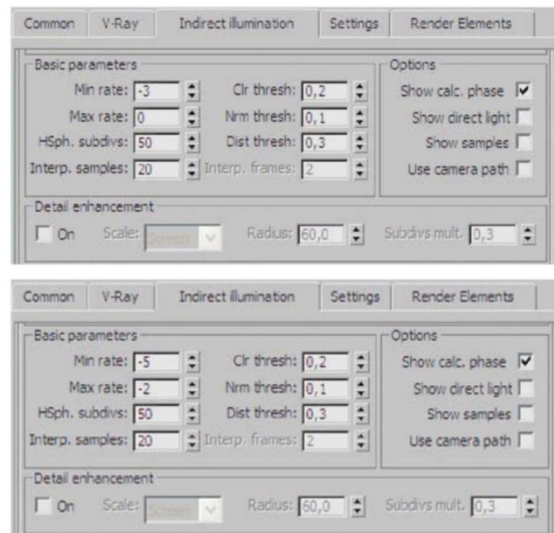 Common V-Ray Indirect illumination Settings Render Elements
Basic parameters Options
Min rate: -3 Clr thresh: 0,2 Show calc. phase
Max rate: 0 Nrm thresh: 0,1 Show direct light
HSph. subdivs: 50 Dist thresh: 0,3 Show samples
Interp. samples: 20 Interp. frames: 2 Use camera path
Detail enhancement
On Scale: Screen Radius: 60,0 Subdivs mult. 0,3
Common V-Ray Indirect illumination Settings Render Elements
Basic parameters Options
Min rate: -5 Clr thresh: 0,2 Show calc. phase
Max rate: -2 Nrm thresh: 0,1 Show direct light
HSph. subdivs: 50 Dist thresh: 0,3 Show samples
Interp. samples: 20 Interp. frames: 2 Use camera path
Detail enhancement
On Scale: Screen Radius: 60,0 Subdivs mult. 0,3